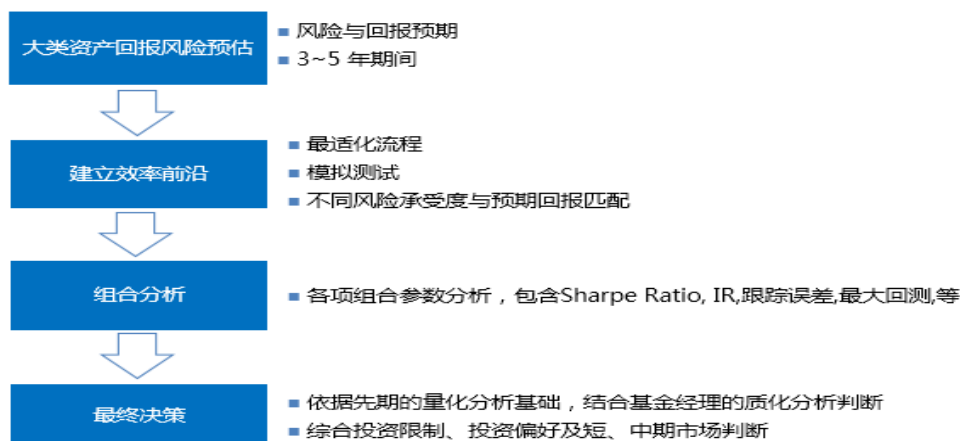 大类资产回报风险预估
风险与回报预期
3~5 年期间
建立效率前沿
最适化流程
模拟测试
不同风险承受度与预期回报匹配
组合分析
各项组合参数分析，包含Sharpe Ratio, IR,跟踪误差,最大回测,等
最终决策
依据先期的量化分析基础，结合基金经理的质化分析判断
综合投资限制、投资偏好及短、中期市场判断